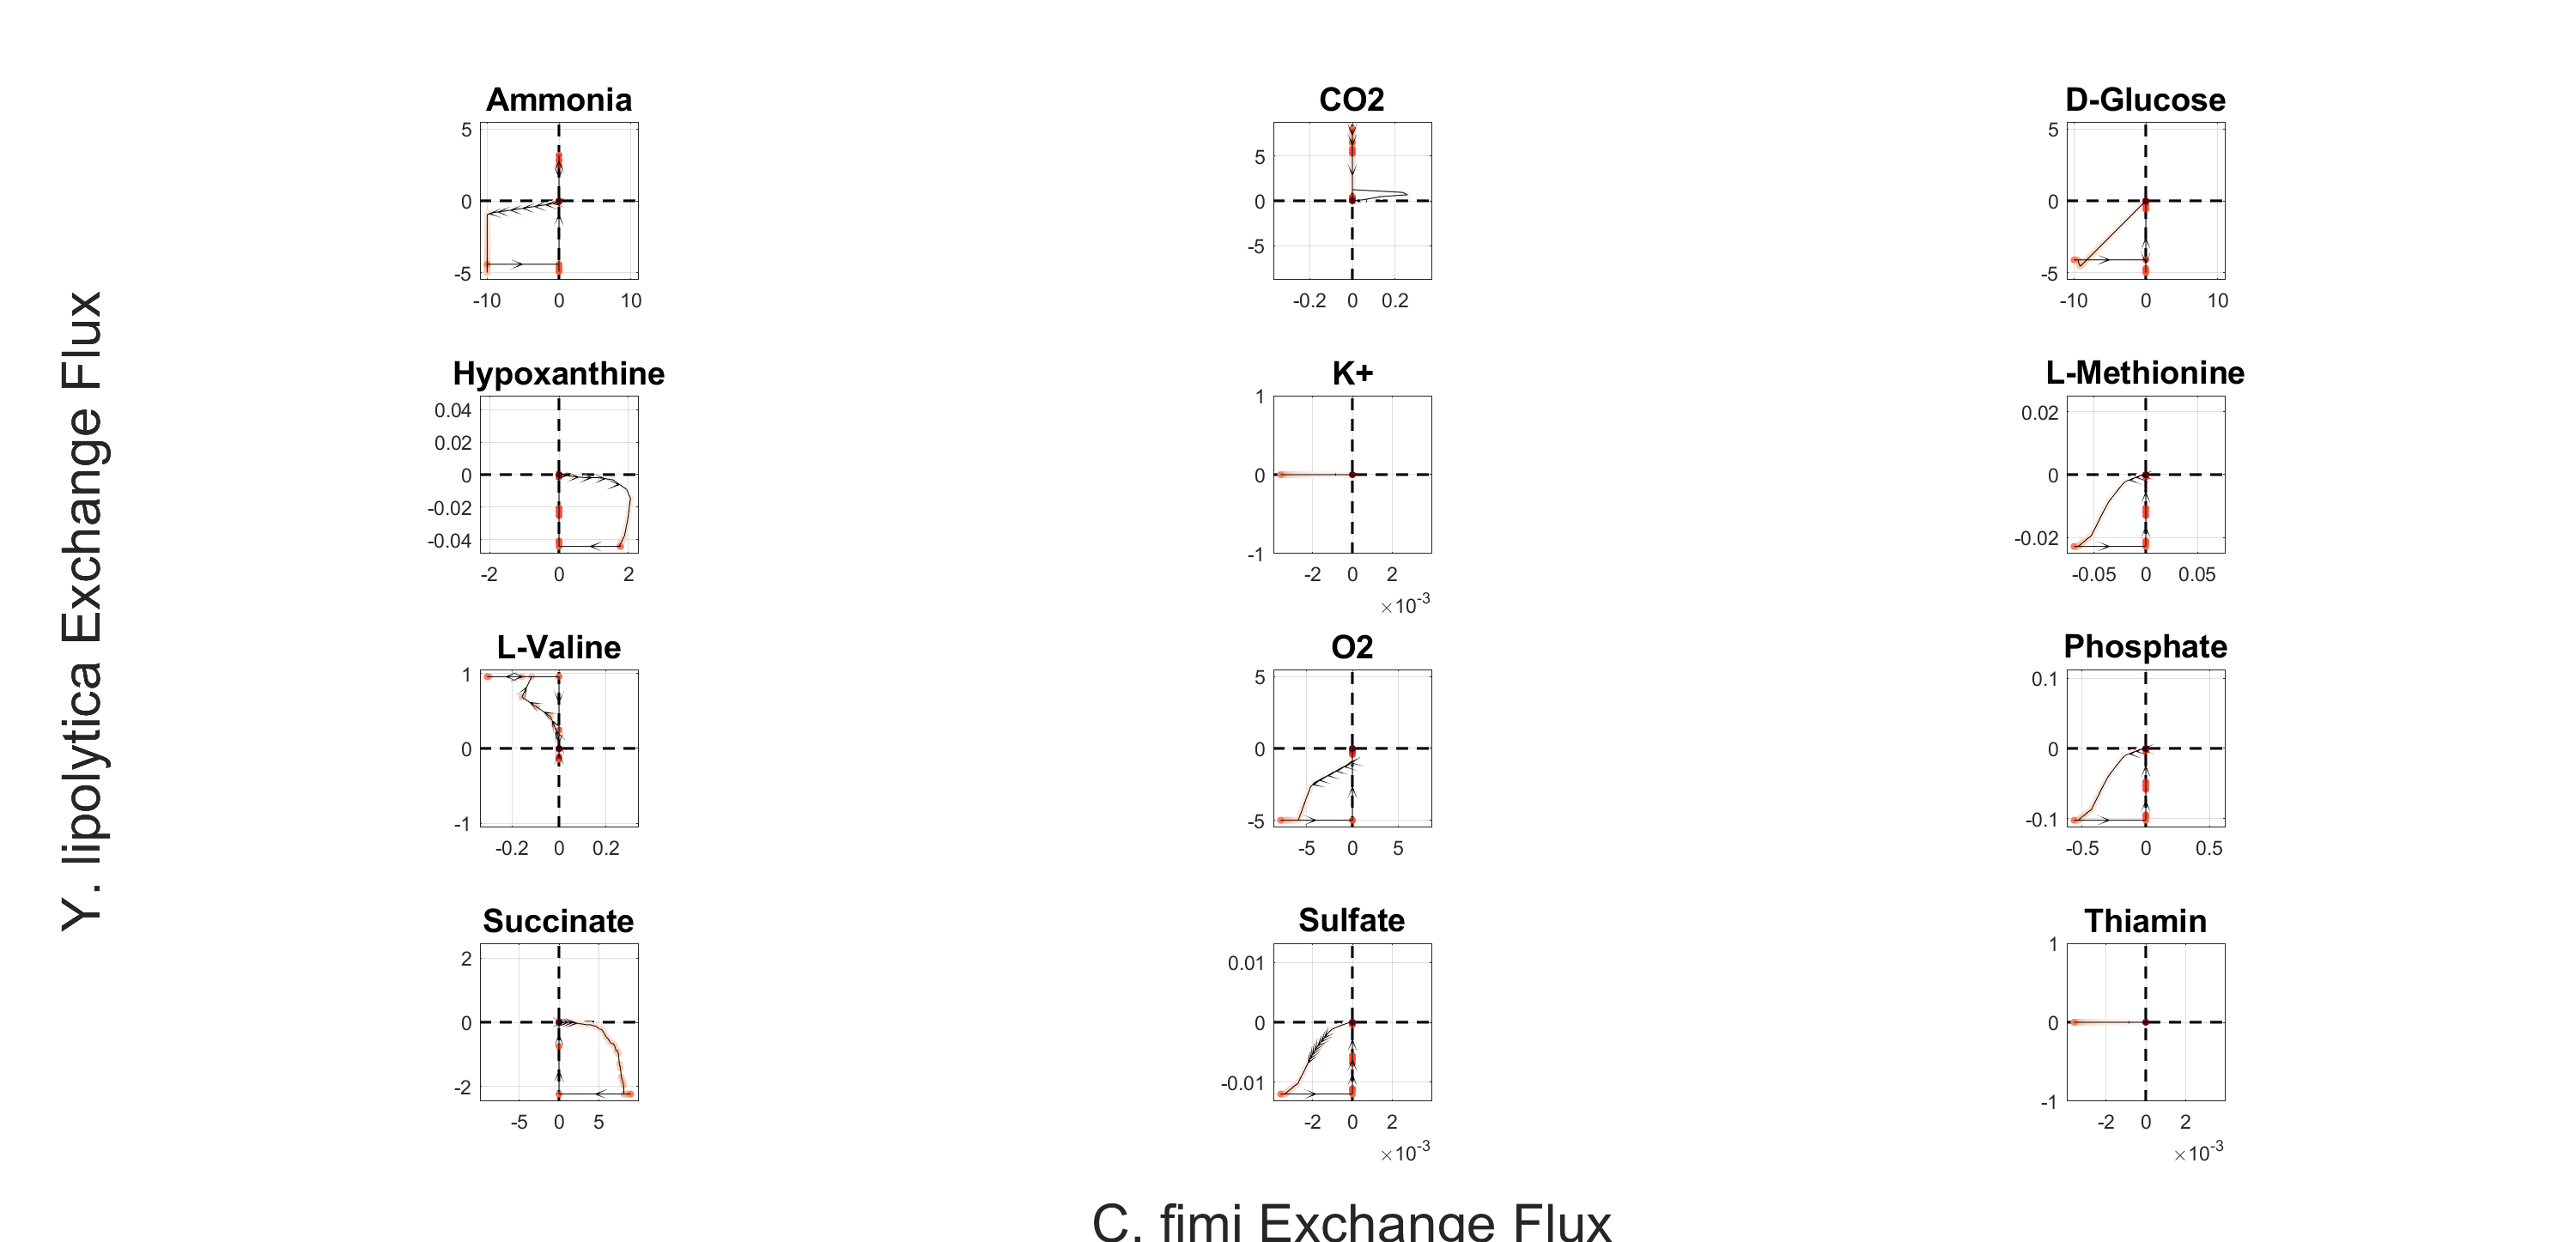 Y. lipolytica Exchange Flux
Ammonia
5
0
-5
-10 0 10
CO2
5
0
-5
-0.2 0 0.2
D-Glucose
5
0
-5
-10 0 10
Hypoxanthine
0.04
0.02
0
-0.02
-0.04
-2 0 2
K+
1
0
-1
-2 0 2
×10-3
L-Methionine
0.02
0
-0.02
-0.05 0 0.05
L-Valine
1
0
-1
-0.2 0 0.2
O2
5
0
-5
-5 0 5
Phosphate
0.1
0
-0.1
-0.5 0 0.5
Succinate
2
0
-2
-5 0 5
Sulfate
0.01
0
-0.01
-2 0 2
×10-3
Thiamin
1
0
-1
-2 0 2
×10-3
C. fimi Exchange Flux